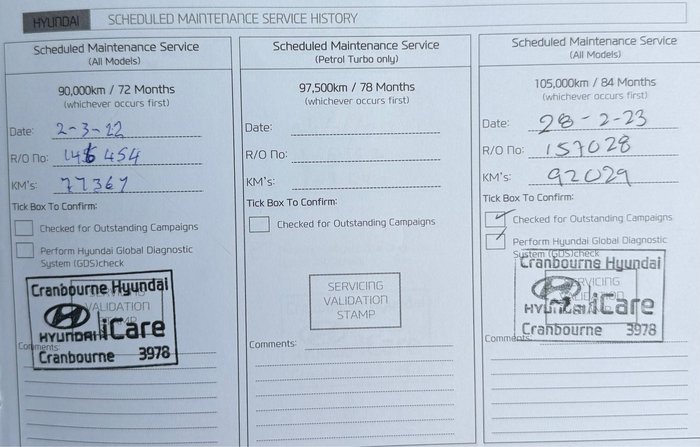 HYUNDAI SCHEDULED MAINTENANCE SERVICE HISTORY
Scheduled Maintenance Service
(All Models)
90,000km / 72 Months
(whichever occurs first)
Date: 2-3-22
R/O No: 146 454
KM's: 77367
Tick Box To Confirm:
Checked for Outstanding Campaigns
Perform Hyundai Global Diagnostic
System (GDS)check
Cranbourne Hyundai
VALIDATION
HYUNDAI iCare
Comments:
Cranbourne 3978
Scheduled Maintenance Service
(Petrol Turbo only)
97,500km / 78 Months
(whichever occurs first)
Date:
R/O No:
KM's:
Tick Box To Confirm:
Checked for Outstanding Campaigns
SERVICING
VALIDATION
STAMP
Comments:
Scheduled Maintenance Service
(All Models)
105,000km / 84 Months
(whichever occurs first)
Date: 28-2-23
R/O No: 157028
KM's: 92029
Tick Box To Confirm:
Checked for Outstanding Campaigns
Perform Hyundai Global Diagnostic
System (GDS)check
Cranbourne Hyundai
SERVICING
HYUNDAI iCare
Cranbourne 3978
Comments: